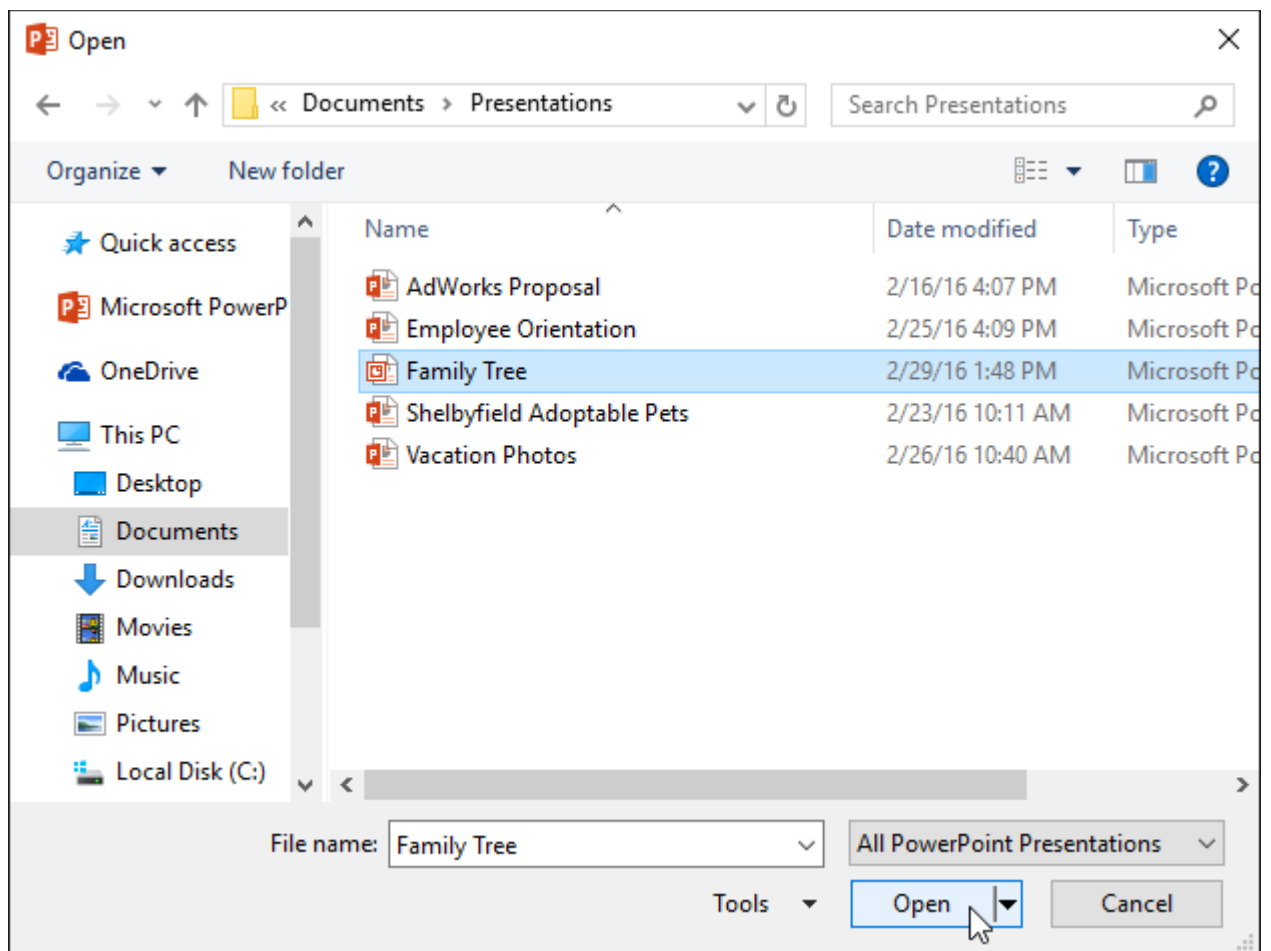 Open
« Documents › Presentations
Search Presentations
Organize
New folder
Name
Date modified
Type
Quick access
Microsoft PowerP
OneDrive
This PC
Desktop
Documents
Downloads
Movies
Music
Pictures
Local Disk (C:)
AdWorks Proposal 2/16/16 4:07 PM Microsoft Po
Employee Orientation 2/25/16 4:09 PM Microsoft Po
Family Tree 2/29/16 1:48 PM Microsoft Po
Shelbyfield Adoptable Pets 2/23/16 10:11 AM Microsoft Po
Vacation Photos 2/26/16 10:40 AM Microsoft Po
File name: Family Tree
All PowerPoint Presentations
Tools
Open
Cancel